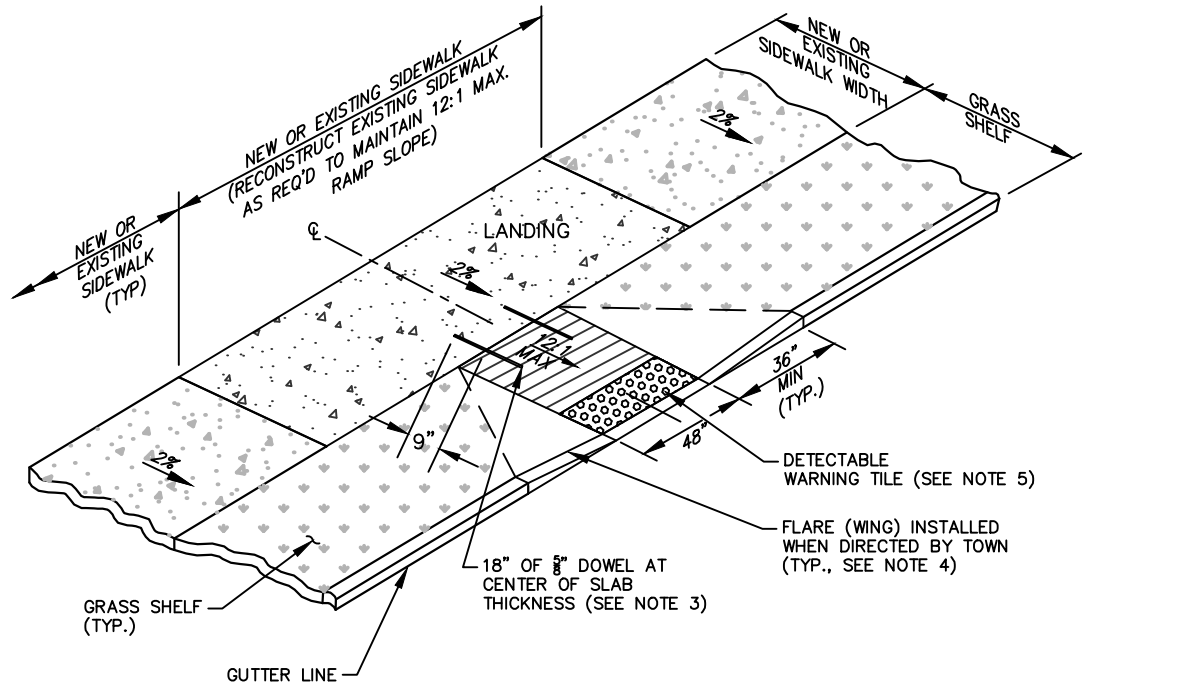 NEW OR EXISTING SIDEWALK
(RECONSTRUCT EXISTING SIDEWALK
AS REQ'D TO MAINTAIN 12:1 MAX.
RAMP SLOPE)
NEW OR
EXISTING
SIDEWALK WIDTH
GRASS
SHELF
NEW OR
EXISTING
SIDEWALK
(TYP)
℄
LANDING
2%
2%
2%
12:1
MAX
9"
36"
MIN
(TYP.)
48"
DETECTABLE
WARNING TILE (SEE NOTE 5)
FLARE (WING) INSTALLED
WHEN DIRECTED BY TOWN
(TYP., SEE NOTE 4)
18" OF 5/8" DOWEL AT
CENTER OF SLAB
THICKNESS (SEE NOTE 3)
GRASS SHELF
(TYP.)
GUTTER LINE